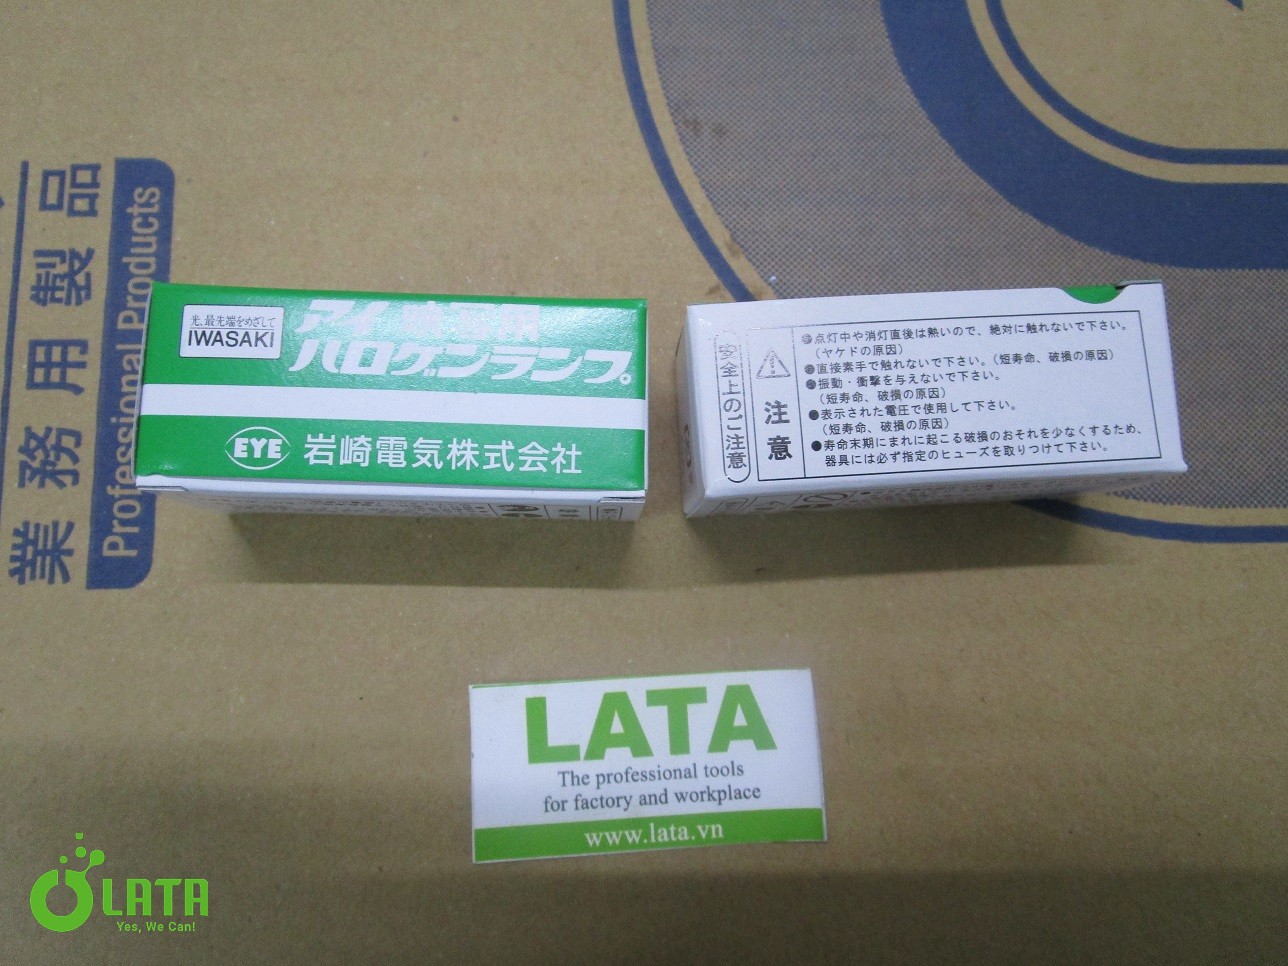 業務用製品
Professional Products
光、最先端をめざして
IWASAKI
アイ映写用
ハロゲンランプ。
EYE 岩崎電気株式会社
安全上のご注意
注意
●点灯中や消灯直後は熱いので、絶対に触れないで下さい。
(ヤケドの原因)
●直接素手で触れないで下さい。(短寿命、破損の原因)
●振動・衝撃を与えないで下さい。
(短寿命、破損の原因)
●表示された電圧で使用して下さい。
(短寿命、破損の原因)
●寿命末期にまれに起こる破損のおそれを少なくするため、
器具には必ず指定のヒューズを取りつけて下さい。
LATA
The professional tools
for factory and workplace
www.lata.vn
LATA
Yes, We Can!